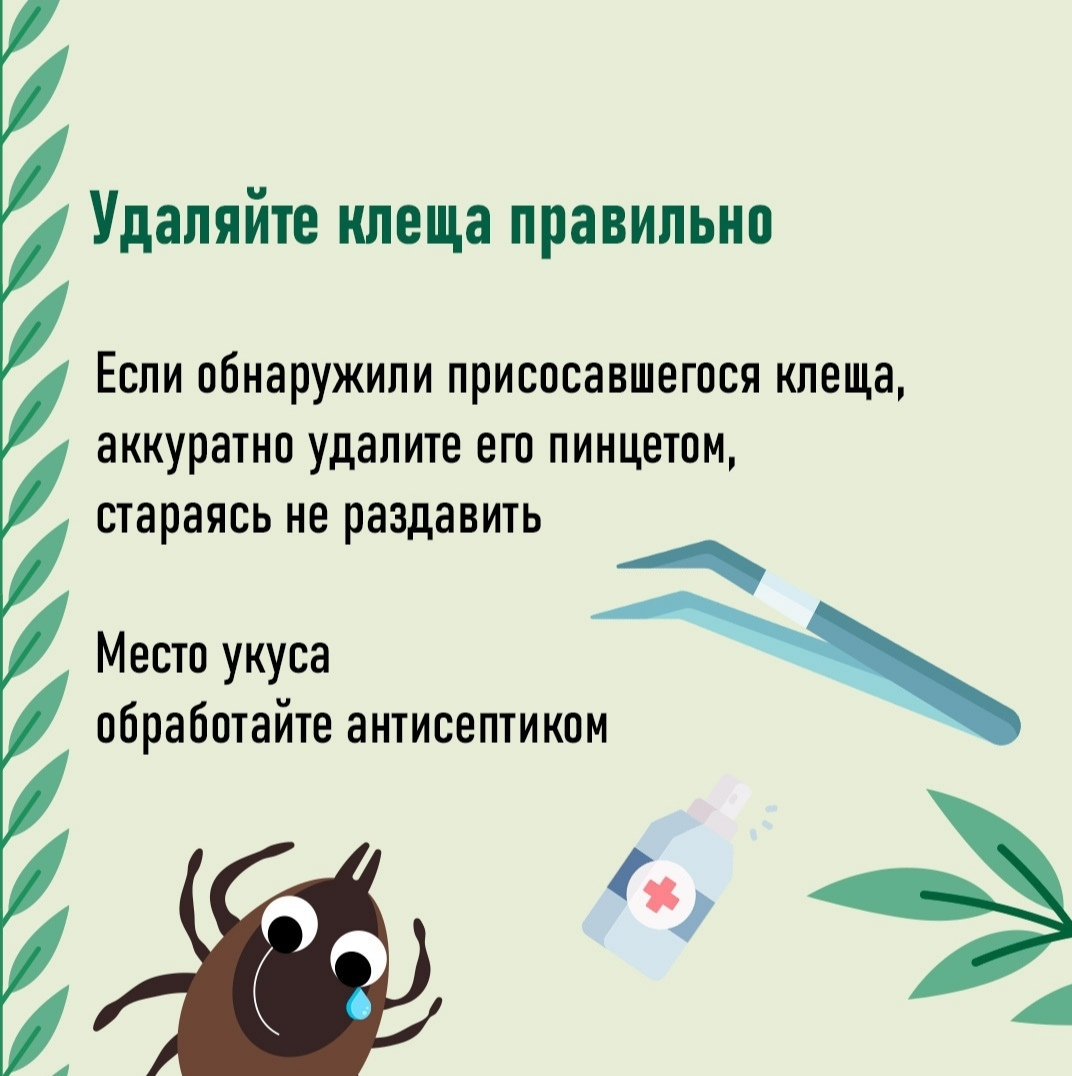 Удаляйте клеща правильно
Если обнаружили присосавшегося клеща,
аккуратно удалите его пинцетом,
стараясь не раздавить
Место укуса
обработайте антисептиком